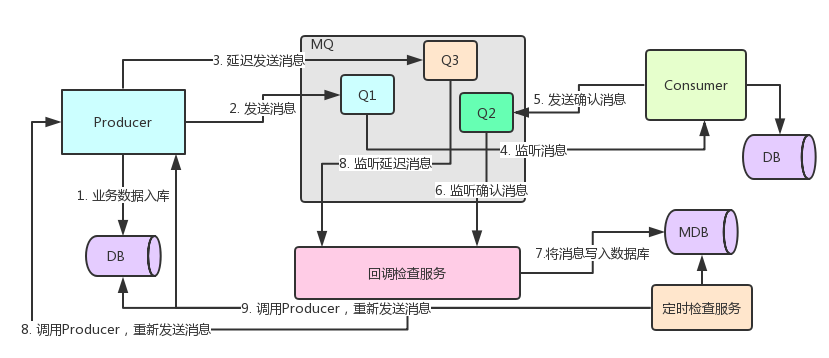 MQ
3. 延迟发送消息
Q3
Consumer
Q1
5. 发送确认消息
2. 发送消息
Q2
Producer
4. 监听消息
DB
8. 监听延迟消息
6. 监听确认消息
1. 业务数据入库
MDB
DB
7.将消息写入数据库
回调检查服务
9. 调用Producer，重新发送消息
定时检查服务
8. 调用Producer，重新发送消息